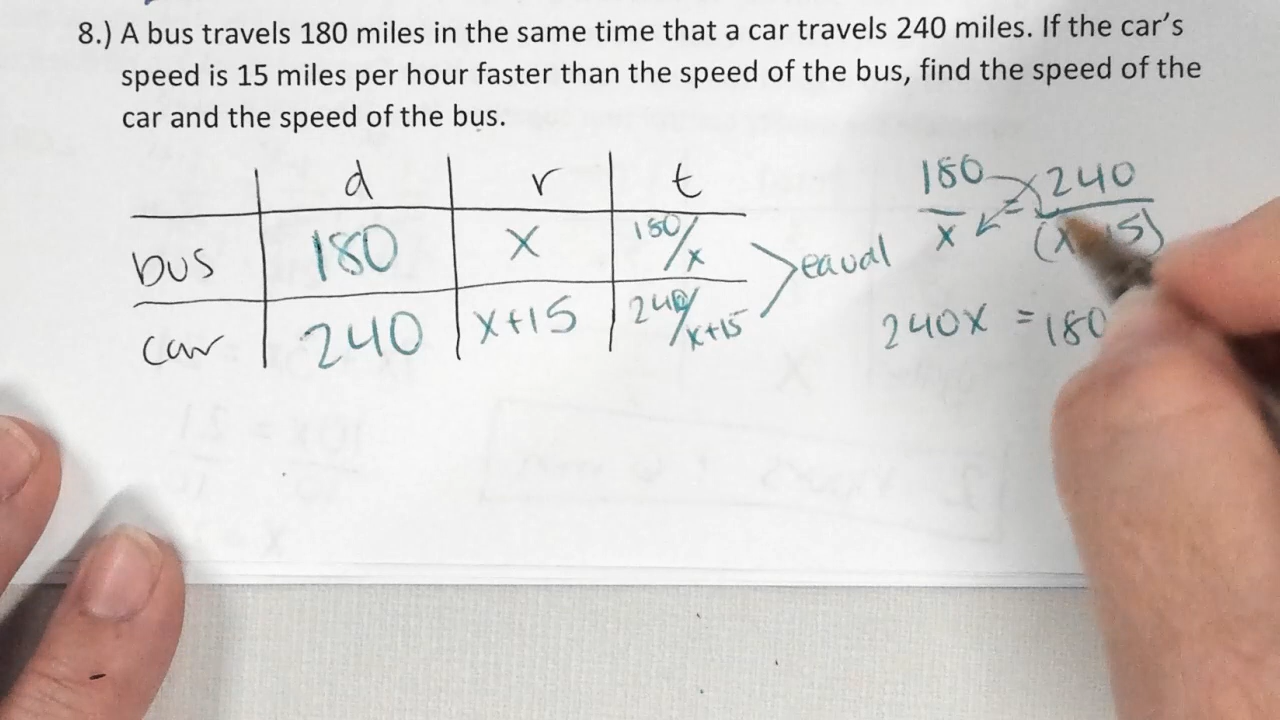 8.) A bus travels 180 miles in the same time that a car travels 240 miles. If the car's
speed is 15 miles per hour faster than the speed of the bus, find the speed of the
car and the speed of the bus.
d r t
bus 180 x 180/x
car 240 x+15 240/x+15
equal
180/x = 240/(x+15)
240x = 180